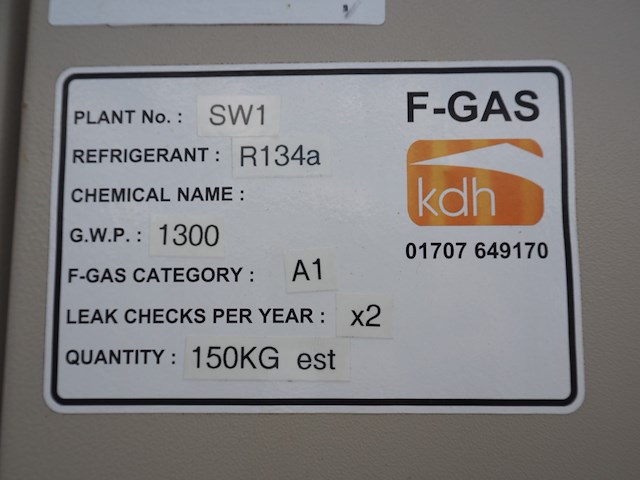 F-GAS
PLANT No. : SW1
REFRIGERANT : R134a
CHEMICAL NAME :
G.W.P. : 1300
F-GAS CATEGORY : A1
LEAK CHECKS PER YEAR : x2
QUANTITY : 150KG est
kdh
01707 649170